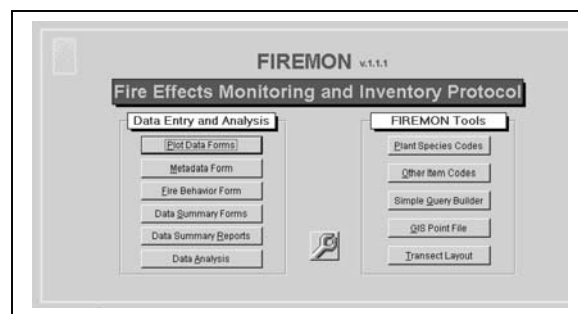 FIREMON v.1.1.1
Fire Effects Monitoring and Inventory Protocol
Data Entry and Analysis
Plot Data Forms
Metadata Form
Fire Behavior Form
Data Summary Forms
Data Summary Reports
Data Analysis
FIREMON Tools
Plant Species Codes
Other Item Codes
Simple Query Builder
GIS Point File
Transect Layout